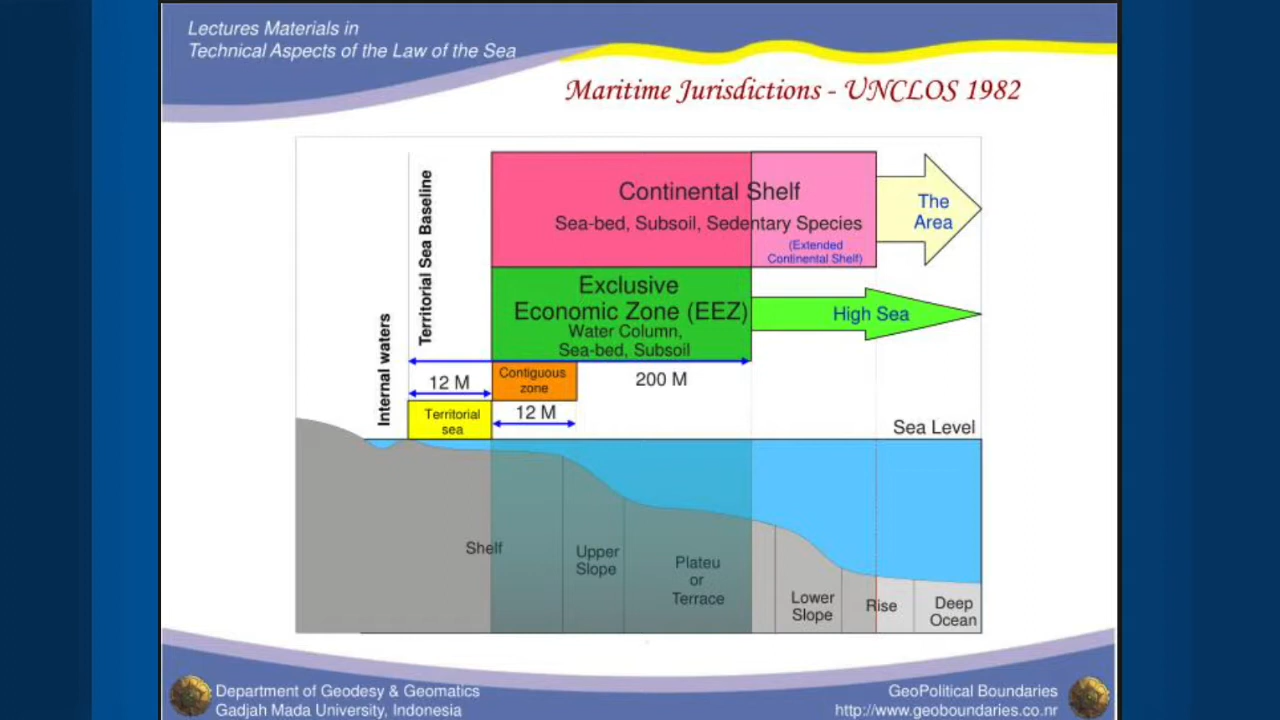 Lectures Materials in
Technical Aspects of the Law of the Sea
Maritime Jurisdictions - UNCLOS 1982
Internal waters
Territorial Sea Baseline
Continental Shelf
Sea-bed, Subsoil, Sedentary Species
(Extended
Continental Shelf)
The
Area
Exclusive
Economic Zone (EEZ)
Water Column,
Sea-bed, Subsoil
High Sea
12 M
Contiguous
zone
200 M
Territorial
sea
12 M
Sea Level
Shelf
Upper
Slope
Plateu
or
Terrace
Lower
Slope
Rise
Deep
Ocean
Department of Geodesy & Geomatics
Gadjah Mada University, Indonesia
GeoPolitical Boundaries
http://www.geoboundaries.co.nr